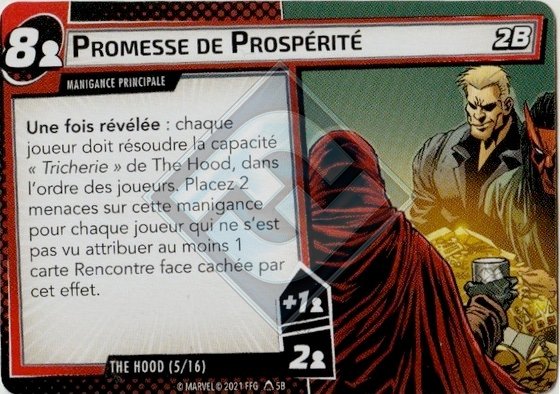 8 PROMESSE DE PROSPÉRITÉ 2B
MANIGANCE PRINCIPALE
Une fois révélée : chaque
joueur doit résoudre la capacité
« Tricherie » de The Hood, dans
l'ordre des joueurs. Placez 2
menaces sur cette manigance
pour chaque joueur qui ne s'est
pas vu attribuer au moins 1
carte Rencontre face cachée par
cet effet.
+1
2
THE HOOD (5/16)
© MARVEL © 2021 FFG 5B